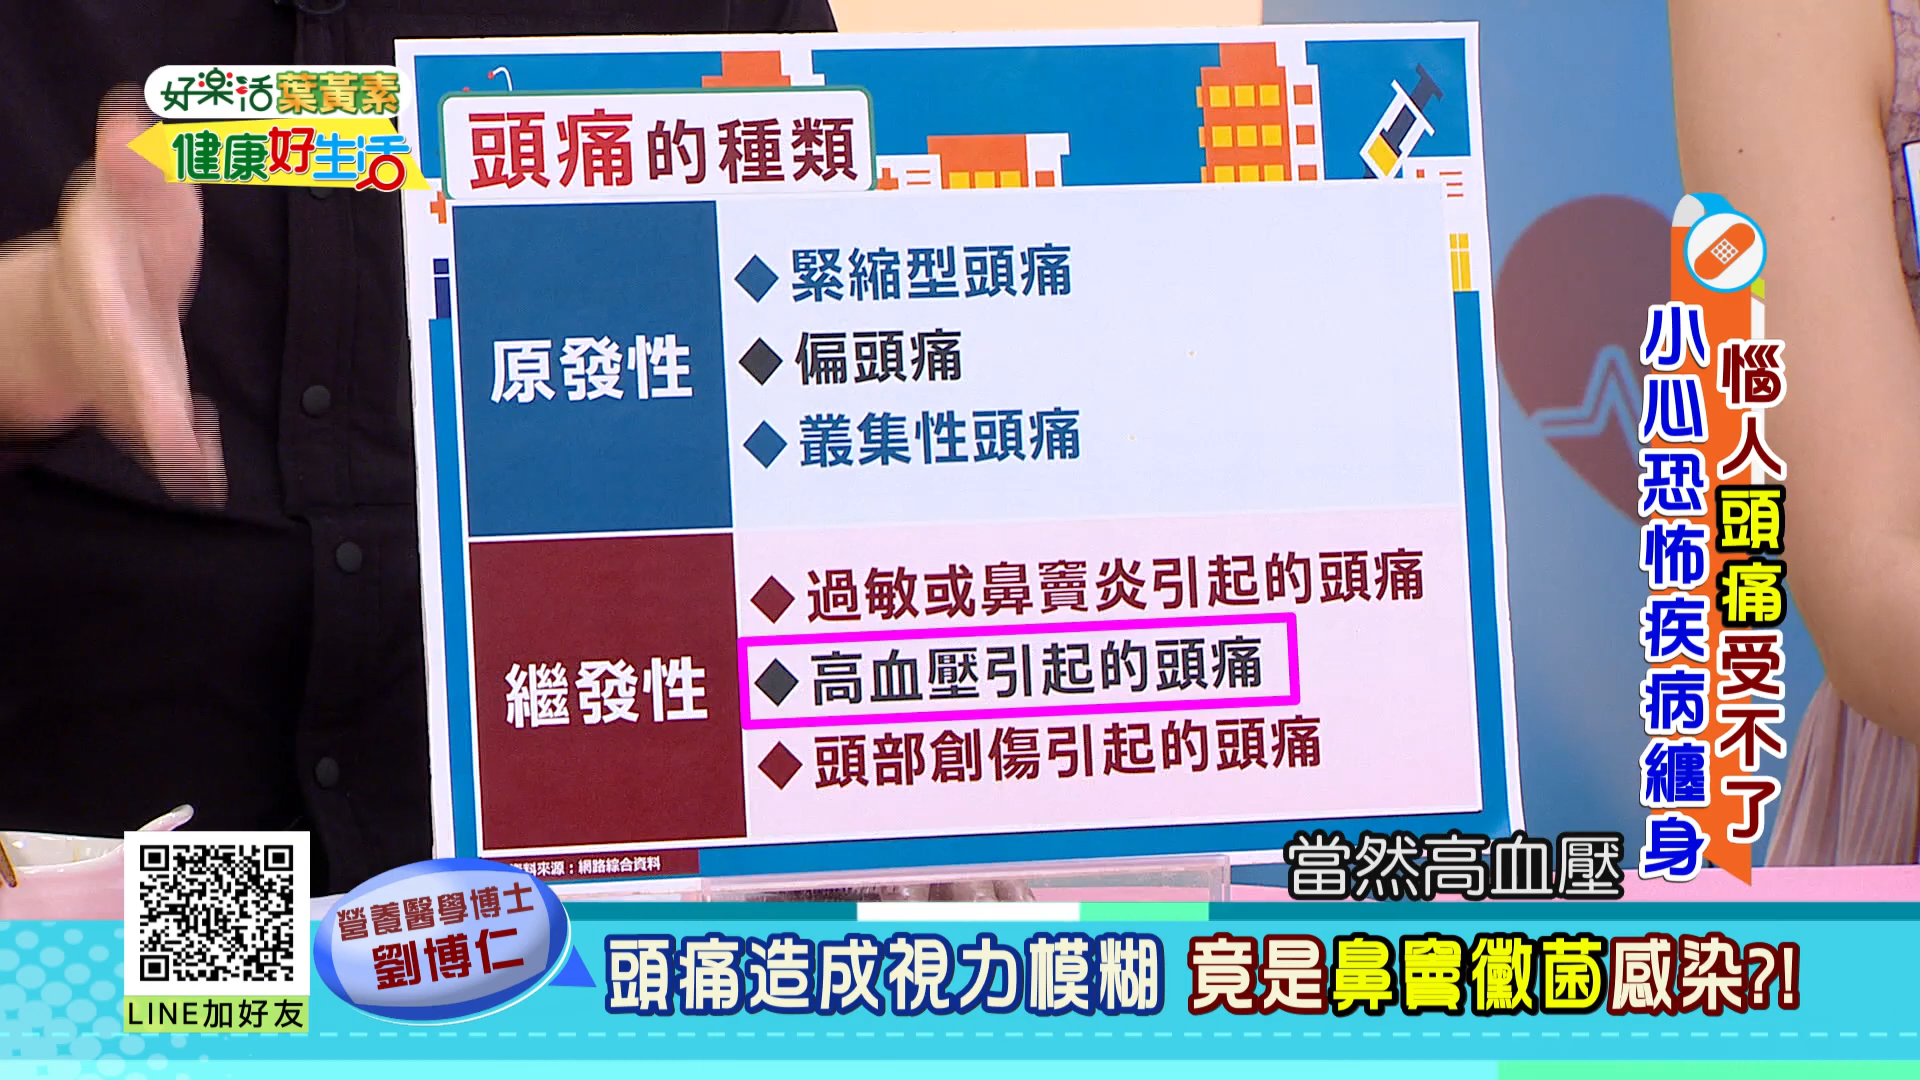 好楽活葉黃素
健康好生活
頭痛的種類
原發性
◆緊縮型頭痛
◆偏頭痛
◆叢集性頭痛
繼發性
◆過敏或鼻竇炎引起的頭痛
◆高血壓引起的頭痛
◆頭部創傷引起的頭痛
料來源：網路綜合資料
惱人頭痛受不了
小心恐怖疾病纏身
當然高血壓
營養醫學博士
劉博仁
頭痛造成視力模糊 竟是鼻竇黴菌感染?!
LINE加好友